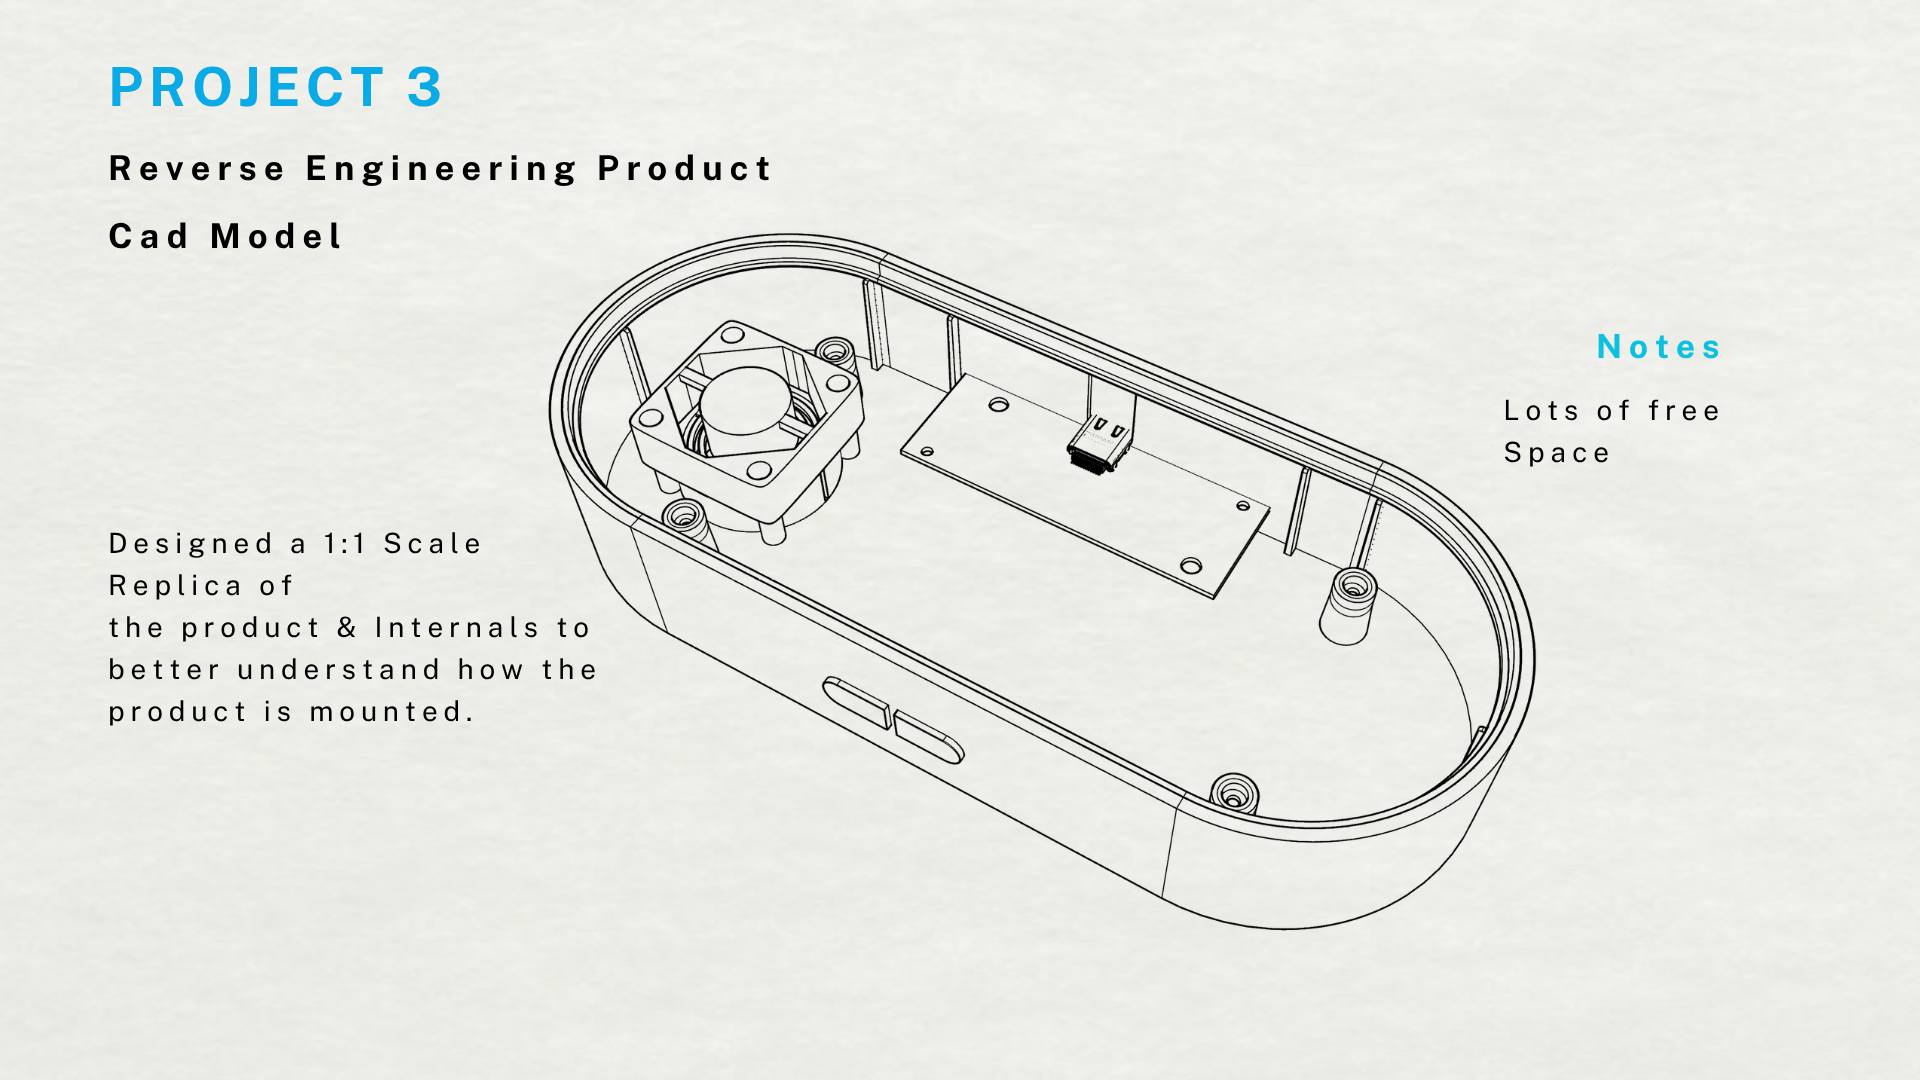 PROJECT 3
Reverse Engineering Product
Cad Model
Notes
Lots of free
Space
Designed a 1:1 Scale
Replica of
the product & Internals to
better understand how the
product is mounted.